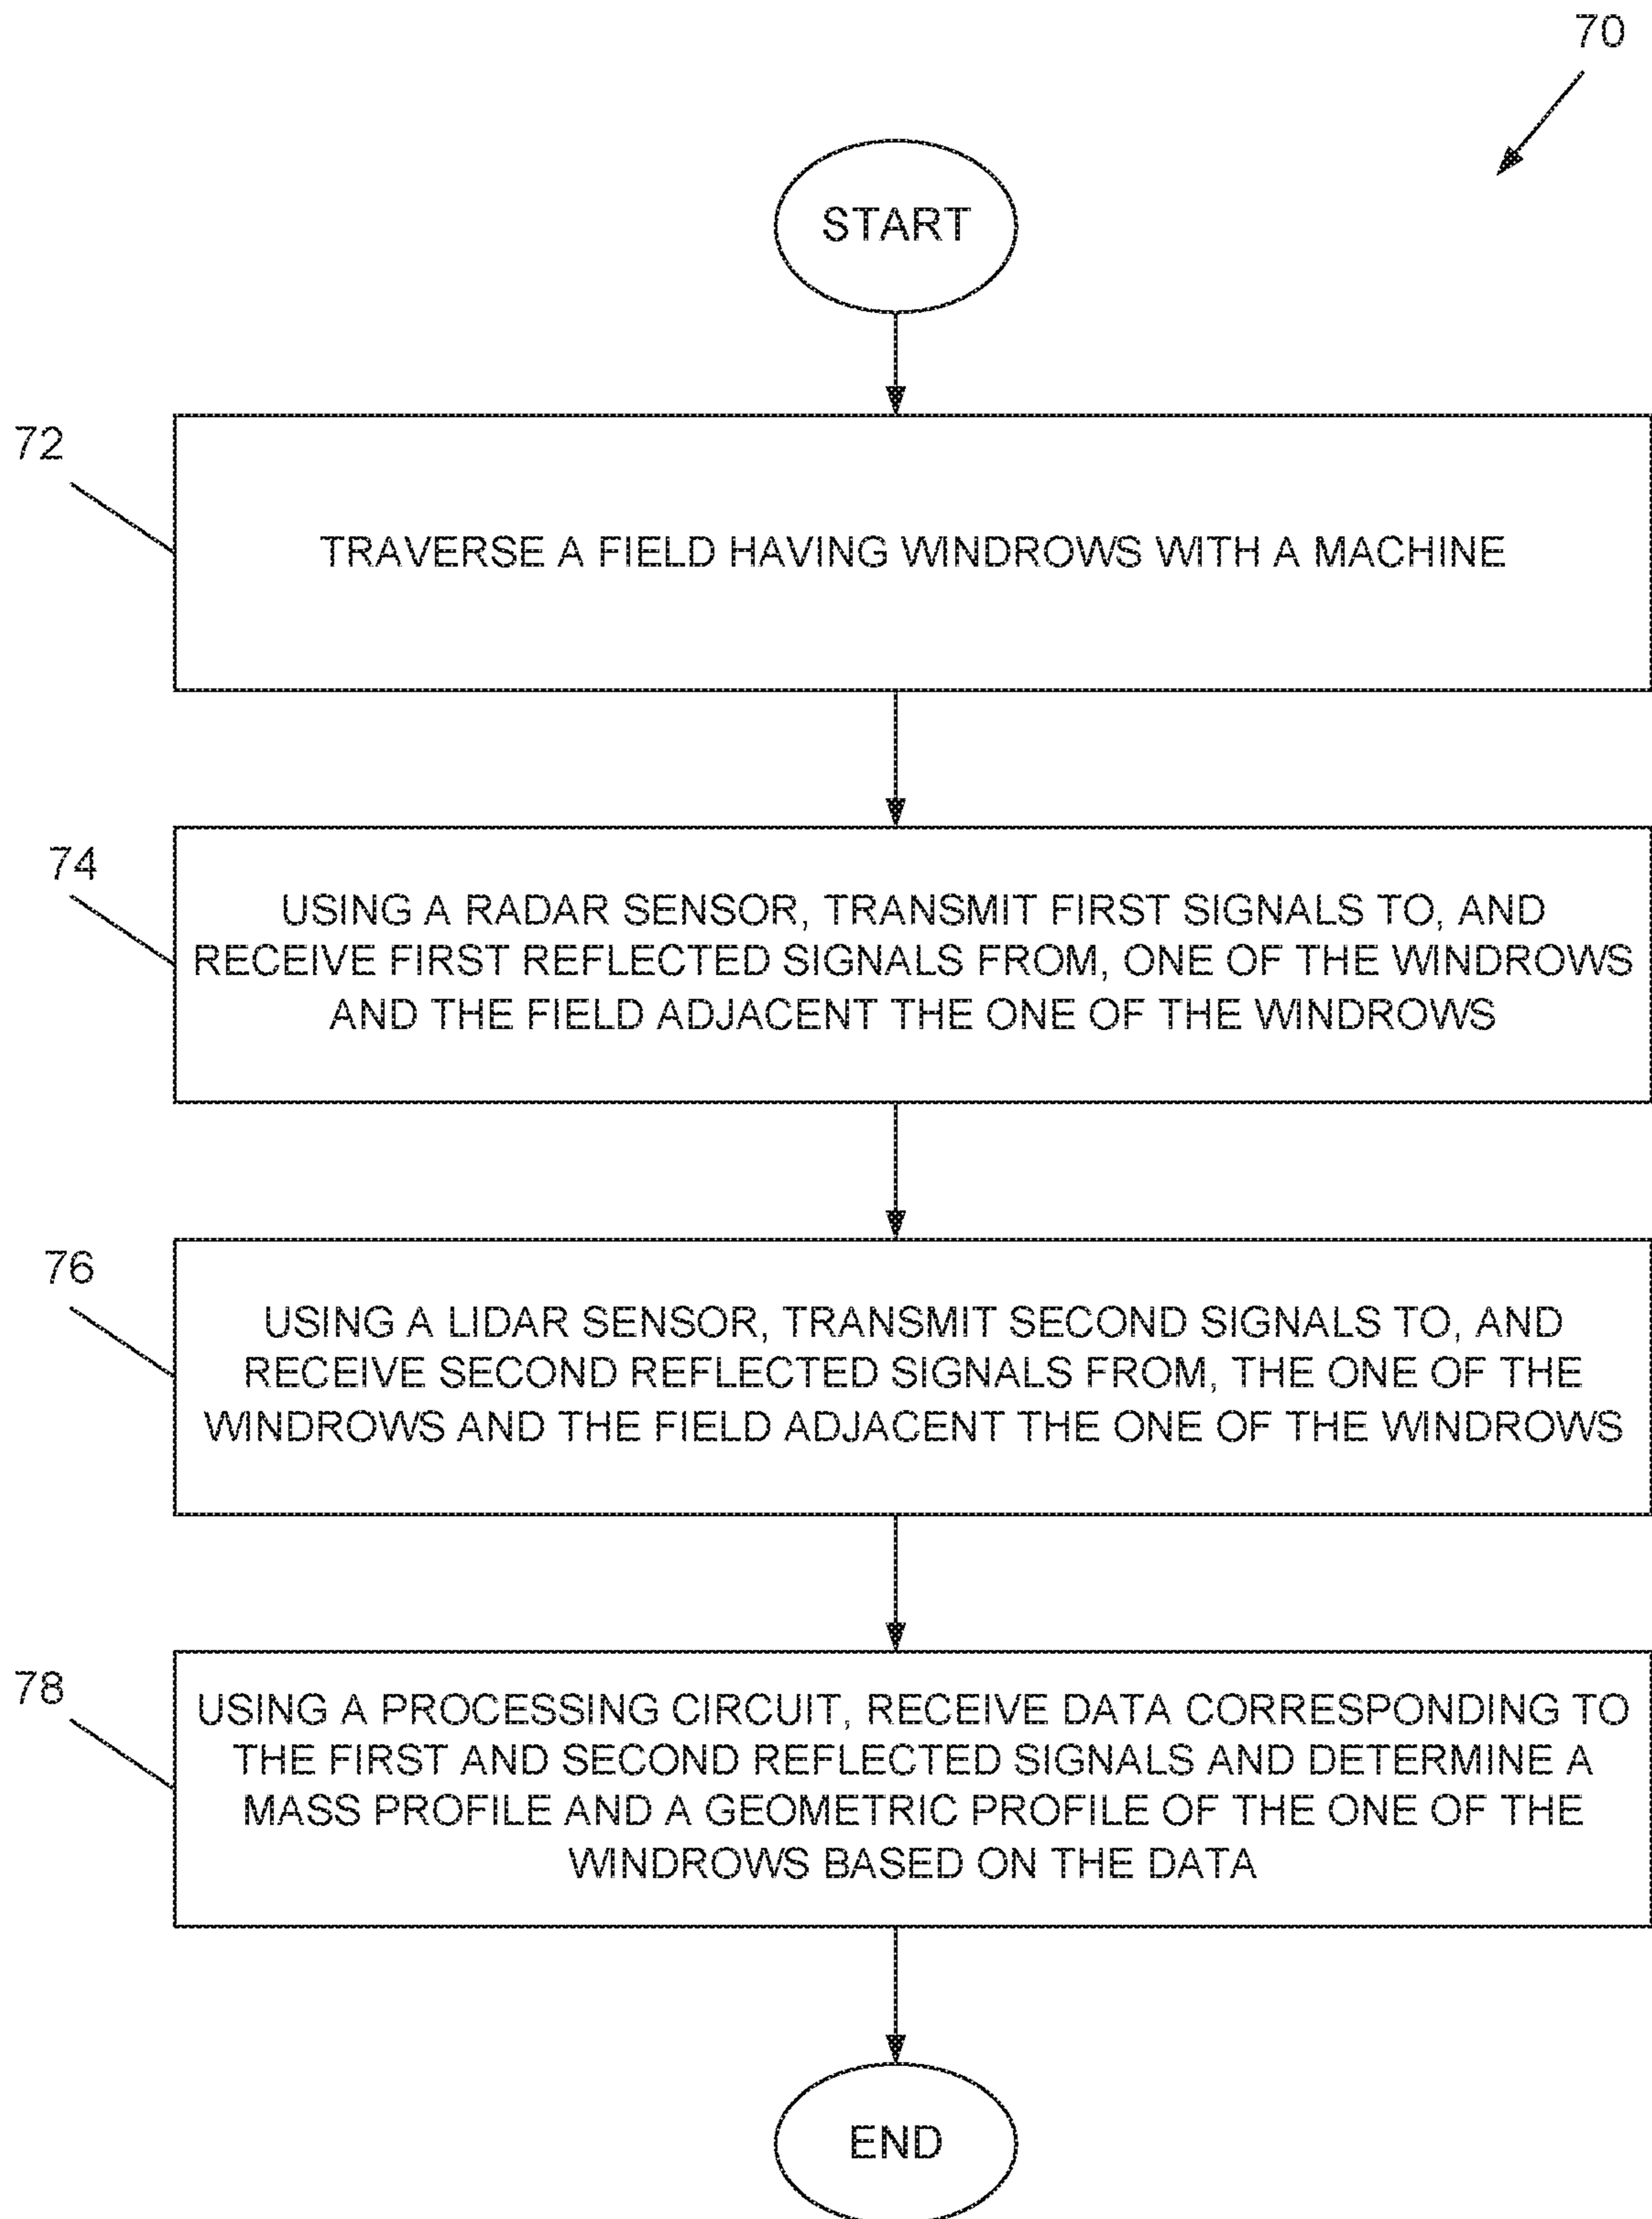 70
START
72
TRAVERSE A FIELD HAVING WINDROWS WITH A MACHINE
74
USING A RADAR SENSOR, TRANSMIT FIRST SIGNALS TO, AND
RECEIVE FIRST REFLECTED SIGNALS FROM, ONE OF THE WINDROWS
AND THE FIELD ADJACENT THE ONE OF THE WINDROWS
76
USING A LIDAR SENSOR, TRANSMIT SECOND SIGNALS TO, AND
RECEIVE SECOND REFLECTED SIGNALS FROM, THE ONE OF THE
WINDROWS AND THE FIELD ADJACENT THE ONE OF THE WINDROWS
78
USING A PROCESSING CIRCUIT, RECEIVE DATA CORRESPONDING TO
THE FIRST AND SECOND REFLECTED SIGNALS AND DETERMINE A
MASS PROFILE AND A GEOMETRIC PROFILE OF THE ONE OF THE
WINDROWS BASED ON THE DATA
END